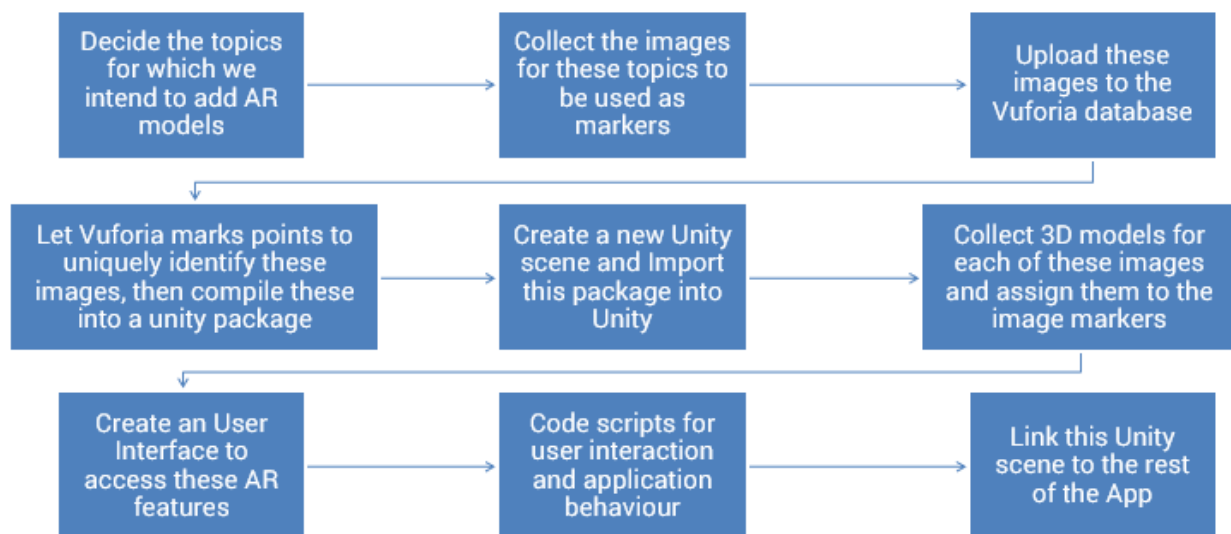 Decide the topics
for which we
intend to add AR
models
Collect the images
for these topics to
be used as
markers
Upload these
images to the
Vuforia database
Let Vuforia marks points to
uniquely identify these
images, then compile these
into a unity package
Create a new Unity
scene and Import
this package into
Unity
Collect 3D models for
each of these images
and assign them to the
image markers
Create an User
Interface to
access these AR
features
Code scripts for
user interaction
and application
behaviour
Link this Unity
scene to the rest
of the App